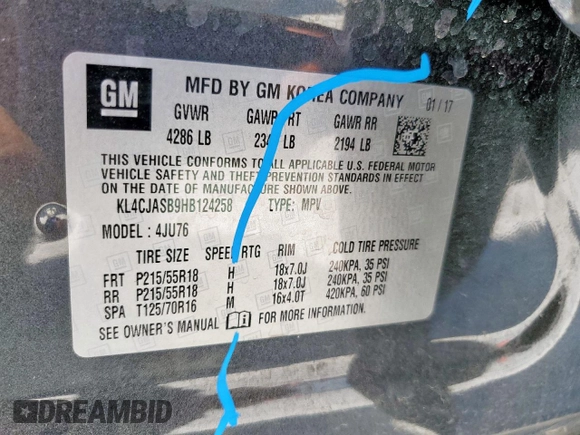 GM
MFD BY GM KOREA COMPANY
01/17
GVWR GAWR FRT GAWR RR
4286 LB LB 2194 LB
THIS VEHICLE CONFORMS TO ALL APPLICABLE U.S. FEDERAL MOTOR
VEHICLE SAFETY AND THEFT PREVENTION STANDARDS IN EFFECT
ON THE DATE OF MANUFACTURE SHOWN ABOVE.
KL4CJASB9HB124258 TYPE: MPV
MODEL : 4JU76
TIRE SIZE SPEED RTG RIM COLD TIRE PRESSURE
FRT P215/55R18 H 18x7.0J 240KPA, 35 PSI
RR P215/55R18 H 18x7.0J 240KPA, 35 PSI
SPA T125/70R16 M 16x4.0T 420KPA, 60 PSI
SEE OWNER'S MANUAL FOR MORE INFORMATION.
DREAMBID